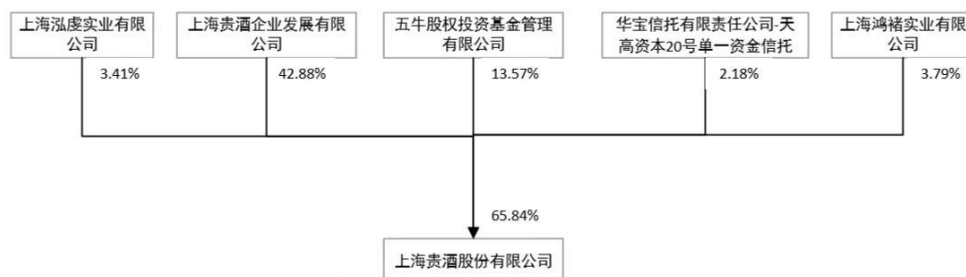 上海泓虔实业有限
公司
上海贵酒企业发展有限
公司
五牛股权投资基金管理
有限公司
华宝信托有限责任公司-天
高资本20号单一资金信托
上海鸿褚实业有限
公司
3.41%
42.88%
13.57%
2.18%
3.79%
65.84%
上海贵酒股份有限公司